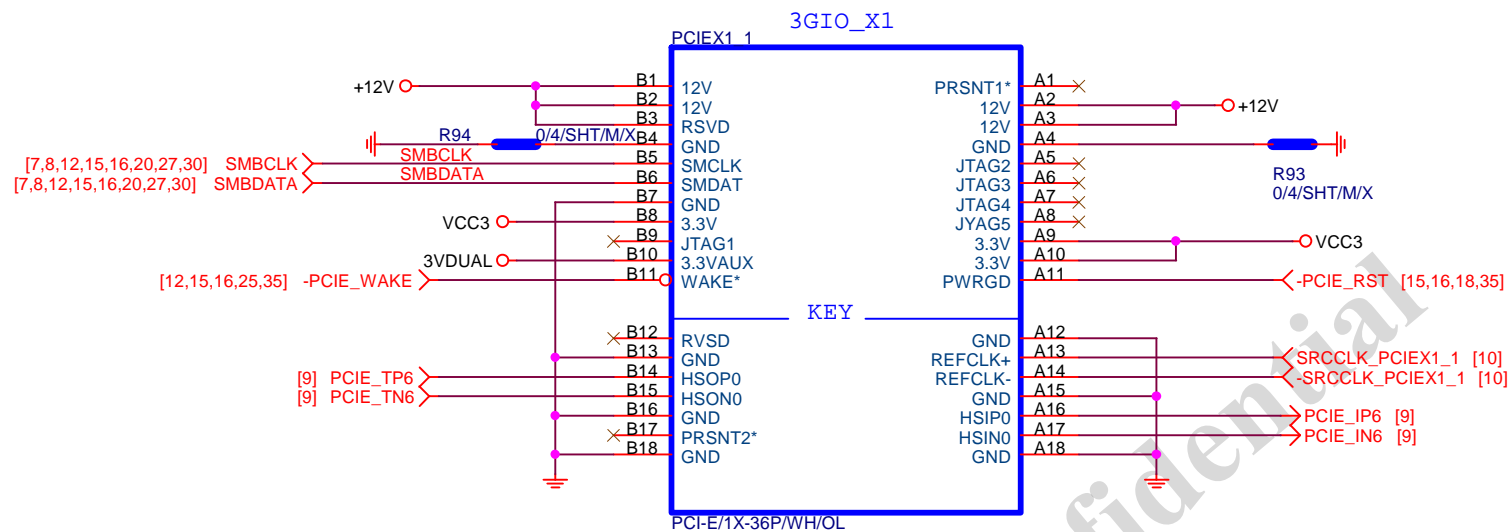 3GIO_X1
PCIEX1_1
+12V B1 12V PRSNT1* A1
B2 12V 12V A2 +12V
B3 RSVD 12V A3
R94 0/4/SHT/M/X B4 GND GND A4
[7,8,12,15,16,20,27,30] SMBCLK SMBCLK B5 SMCLK JTAG2 A5
[7,8,12,15,16,20,27,30] SMBDATA SMBDATA B6 SMDAT JTAG3 A6 R93
B7 GND JTAG4 A7 0/4/SHT/M/X
VCC3 B8 3.3V JYAG5 A8
B9 JTAG1 3.3V A9 VCC3
3VDUAL B10 3.3VAUX 3.3V A10
[12,15,16,25,35] -PCIE_WAKE B11 WAKE* PWRGD A11 -PCIE_RST [15,16,18,35]
KEY
B12 RVSD GND A12
B13 GND REFCLK+ A13 SRCCLK_PCIEX1_1 [10]
[9] PCIE_TP6 B14 HSOP0 REFCLK- A14 -SRCCLK_PCIEX1_1 [10]
[9] PCIE_TN6 B15 HSON0 GND A15
B16 GND HSIP0 A16 PCIE_IP6 [9]
B17 PRSNT2* HSIN0 A17 PCIE_IN6 [9]
B18 GND GND A18
PCI-E/1X-36P/WH/OL
fidential